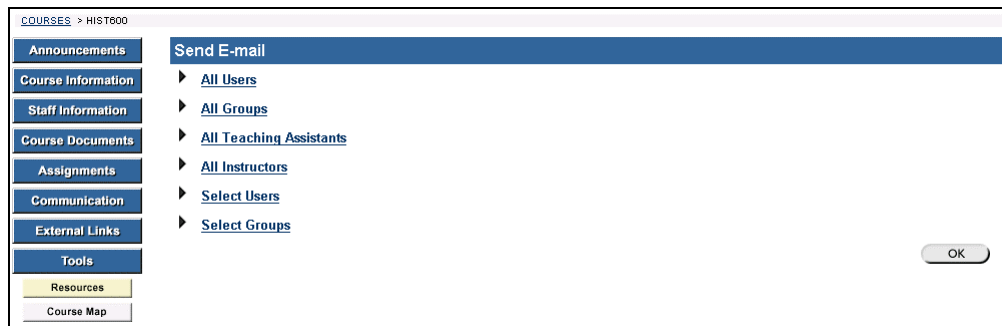 COURSES > HIST600
Announcements
Course Information
Staff Information
Course Documents
Assignments
Communication
External Links
Tools
Resources
Course Map
Send E-mail
All Users
All Groups
All Teaching Assistants
All Instructors
Select Users
Select Groups
OK